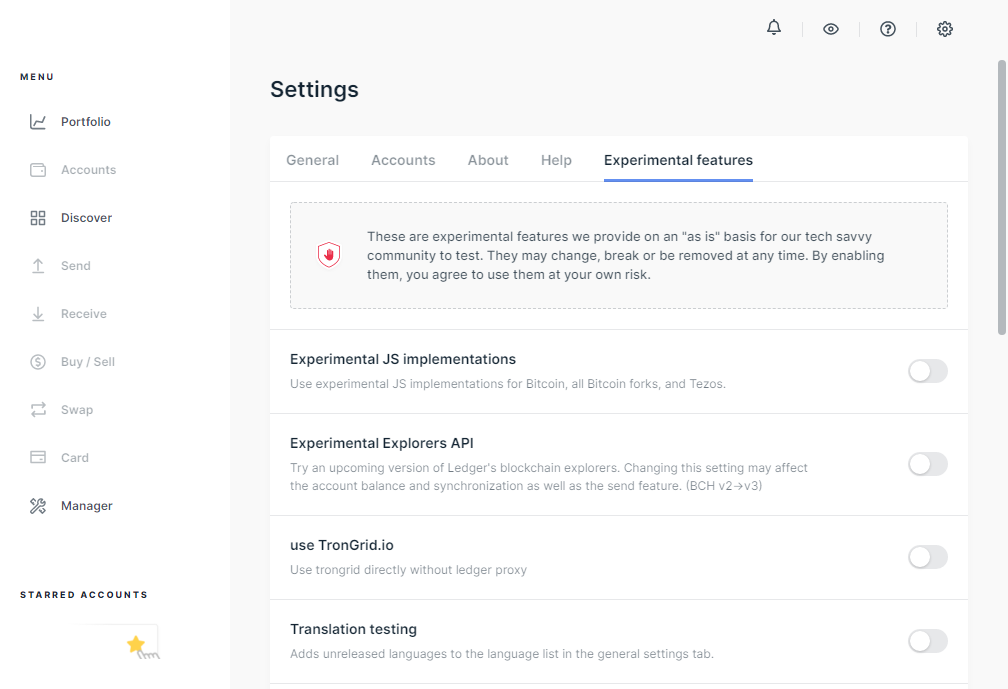 MENU
Portfolio
Accounts
Discover
Send
Receive
Buy / Sell
Swap
Card
Manager
STARRED ACCOUNTS
Settings
General Accounts About Help Experimental features
These are experimental features we provide on an "as is" basis for our tech savvy
community to test. They may change, break or be removed at any time. By enabling
them, you agree to use them at your own risk.
Experimental JS implementations
Use experimental JS implementations for Bitcoin, all Bitcoin forks, and Tezos.
Experimental Explorers API
Try an upcoming version of Ledger's blockchain explorers. Changing this setting may affect
the account balance and synchronization as well as the send feature. (BCH v2→v3)
use TronGrid.io
Use trongrid directly without ledger proxy
Translation testing
Adds unreleased languages to the language list in the general settings tab.